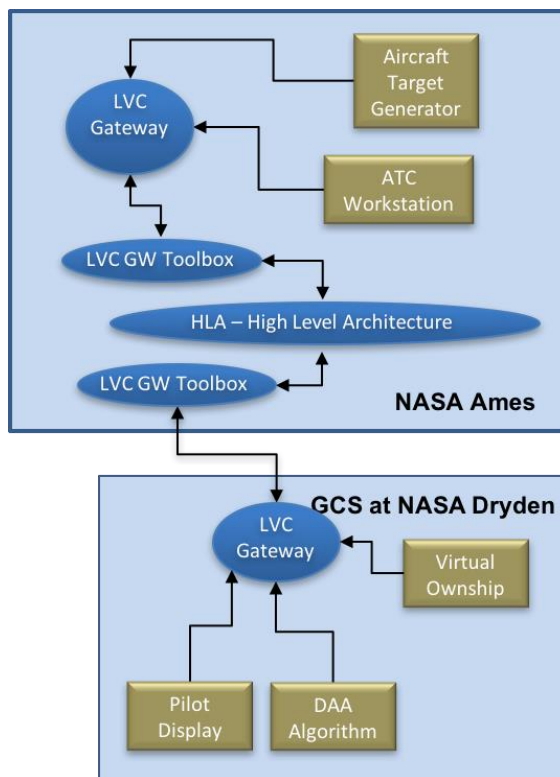 Aircraft
Target
Generator
LVC
Gateway
ATC
Workstation
LVC GW Toolbox
HLA – High Level Architecture
LVC GW Toolbox
NASA Ames
GCS at NASA Dryden
LVC
Gateway
Virtual
Ownship
Pilot
Display
DAA
Algorithm